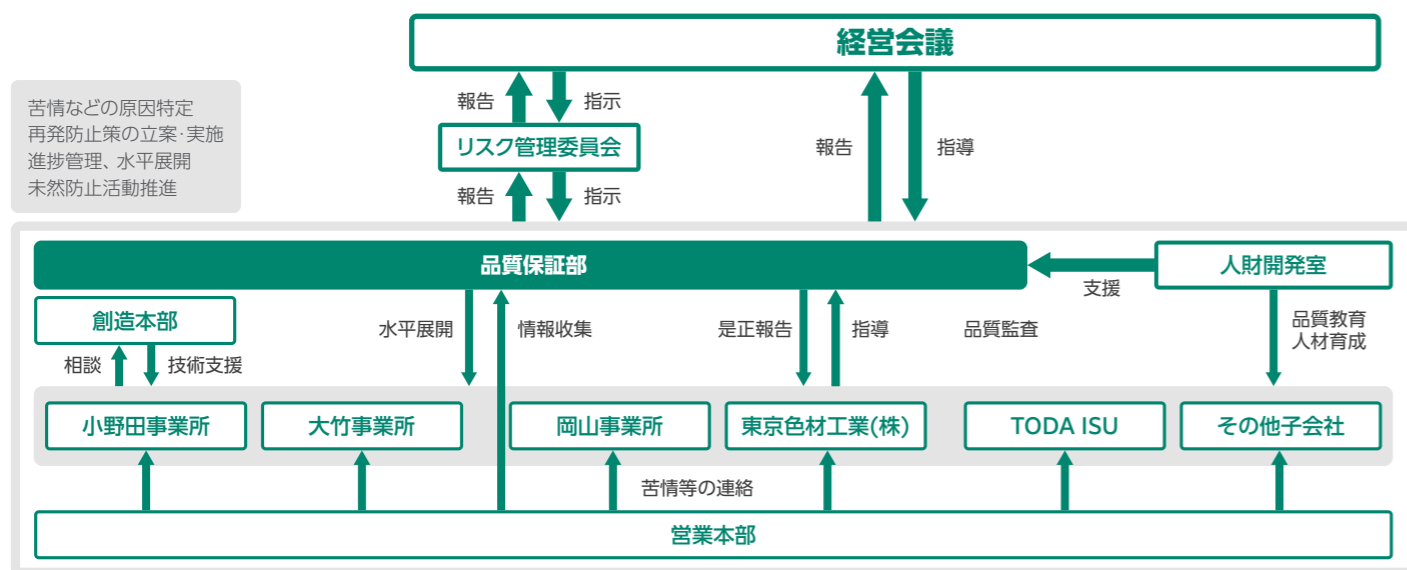 経営会議
苦情などの原因特定
再発防止策の立案・実施
進捗管理、水平展開
未然防止活動推進
報告
指示
リスク管理委員会
報告
指示
報告
指導
品質保証部
人財開発室
支援
創造本部
相談
技術支援
水平展開
情報収集
是正報告
指導
品質監査
品質教育
人材育成
小野田事業所
大竹事業所
岡山事業所
東京色材工業(株)
TODA ISU
その他子会社
苦情等の連絡
営業本部